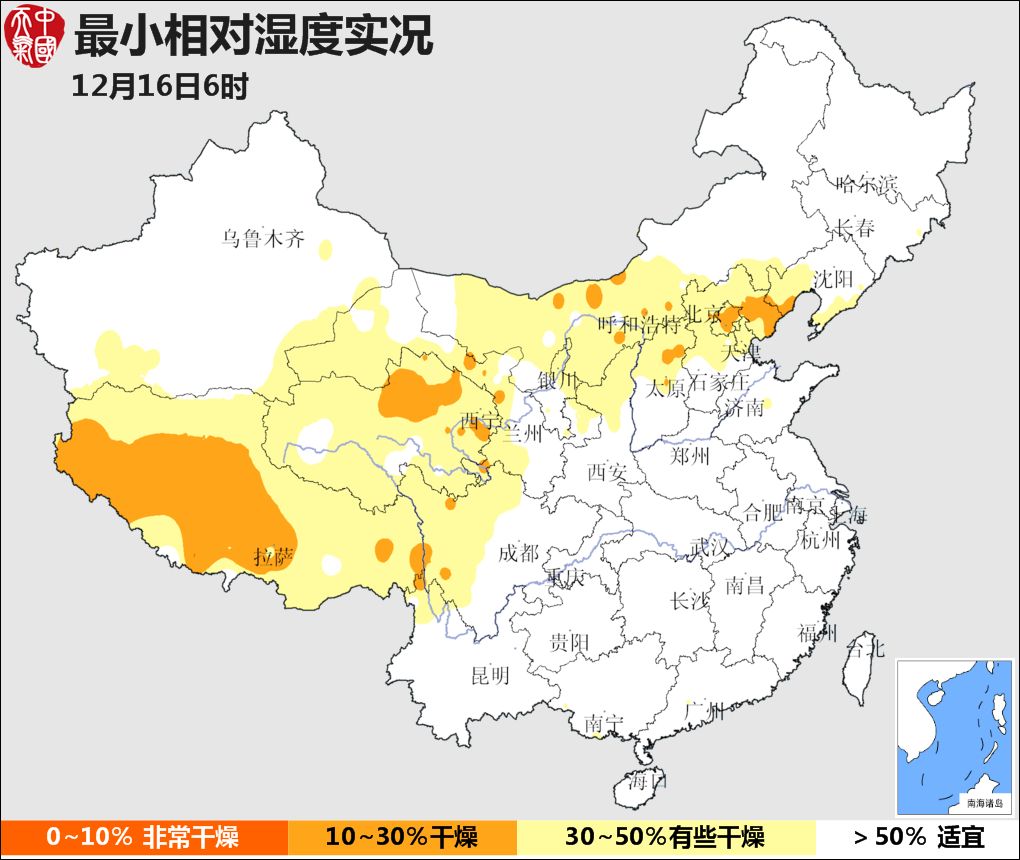 中國天氣
最小相对湿度实况
12月16日6时
哈尔滨
长春
乌鲁木齐
沈阳
呼和浩特
北京
天津
银川
太原
石家庄
济南
西宁
兰州
郑州
西安
合肥
南京
上海
杭州
拉萨
成都
武汉
重庆
南昌
长沙
福州
贵阳
台北
昆明
广州
南宁
海口
南海诸岛
0~10% 非常干燥
10~30%干燥
30~50%有些干燥
>50% 适宜